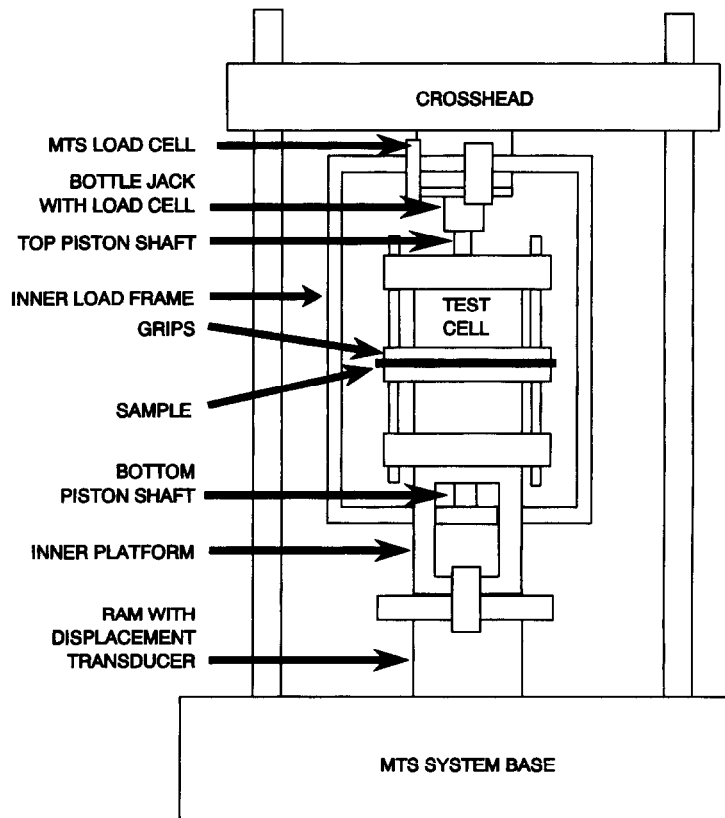 CROSSHEAD
MTS LOAD CELL
BOTTLE JACK
WITH LOAD CELL
TOP PISTON SHAFT
INNER LOAD FRAME
TEST
CELL
GRIPS
SAMPLE
BOTTOM
PISTON SHAFT
INNER PLATFORM
RAM WITH
DISPLACEMENT
TRANSDUCER
MTS SYSTEM BASE